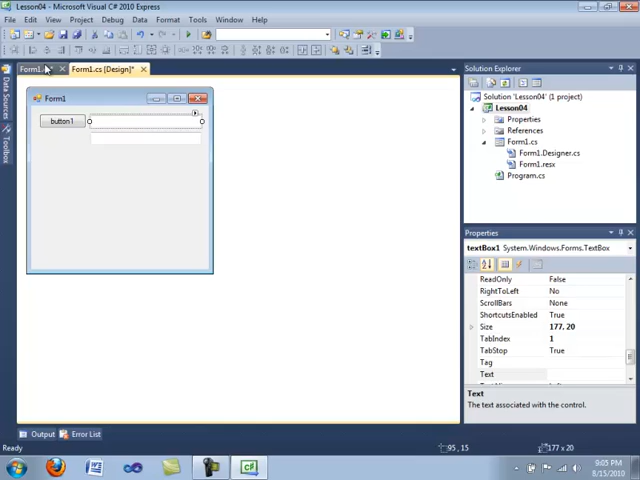 Lesson04 - Microsoft Visual C# 2010 Express
File Edit View Project Debug Data Format Tools Window Help
Form1. Form1.cs [Design]*
Data Sources
Toolbox
Form1
button1
Solution Explorer
Solution 'Lesson04' (1 project)
Lesson04
Properties
References
Form1.cs
Form1.Designer.cs
Form1.resx
Program.cs
Properties
textBox1 System.Windows.Forms.TextBox
ReadOnly False
RightToLeft No
ScrollBars None
ShortcutsEnabled True
Size 177, 20
TabIndex 1
TabStop True
Tag
Text
Text
The text associated with the control.
Output Error List
Ready 95 , 15 177 x 20
9:05 PM
8/15/2010